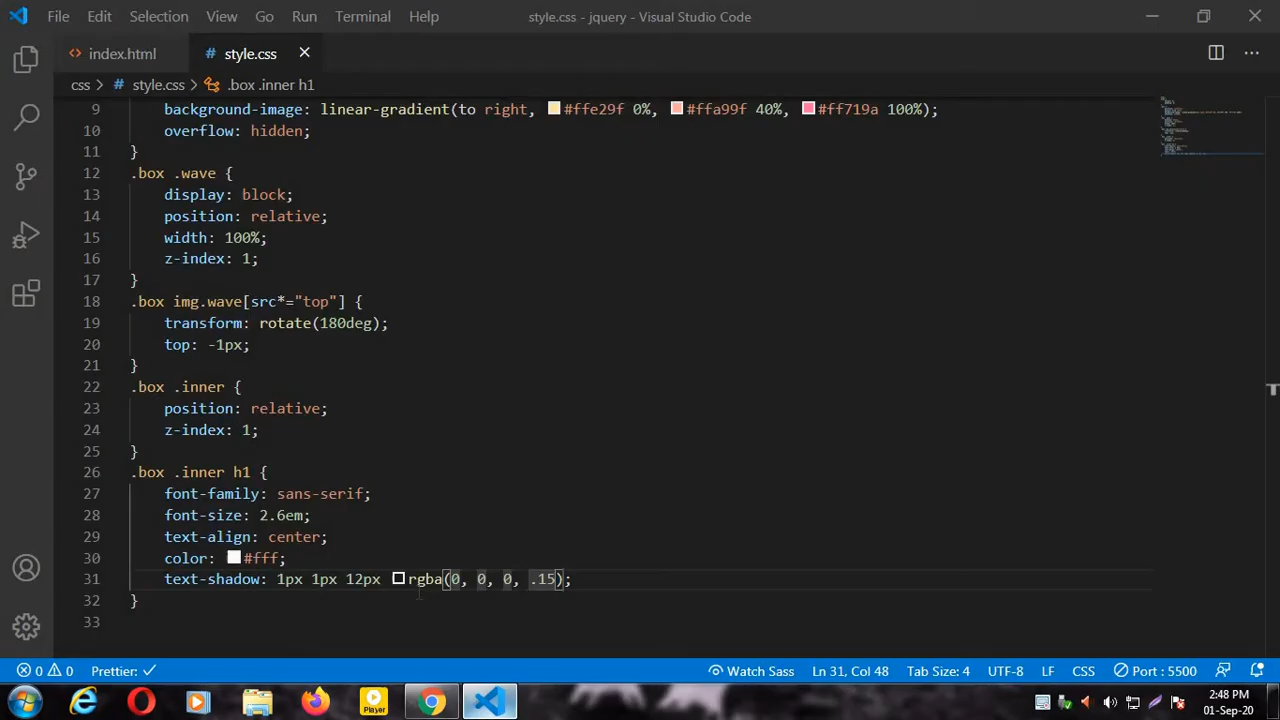 File Edit Selection View Go Run Terminal Help style.css - jquery - Visual Studio Code
index.html style.css
css > style.css > .box .inner h1
9 background-image: linear-gradient(to right, #ffe29f 0%, #ffa99f 40%, #ff719a 100%);
10 overflow: hidden;
11 }
12 .box .wave {
13 display: block;
14 position: relative;
15 width: 100%;
16 z-index: 1;
17 }
18 .box img.wave[src*="top"] {
19 transform: rotate(180deg);
20 top: -1px;
21 }
22 .box .inner {
23 position: relative;
24 z-index: 1;
25 }
26 .box .inner h1 {
27 font-family: sans-serif;
28 font-size: 2.6em;
29 text-align: center;
30 color: #fff;
31 text-shadow: 1px 1px 12px rgba(0, 0, 0, .15);
32 }
33
0 0 Prettier: ✓ Watch Sass Ln 31, Col 48 Tab Size: 4 UTF-8 LF CSS Port : 5500
Player
2:48 PM
01-Sep-20